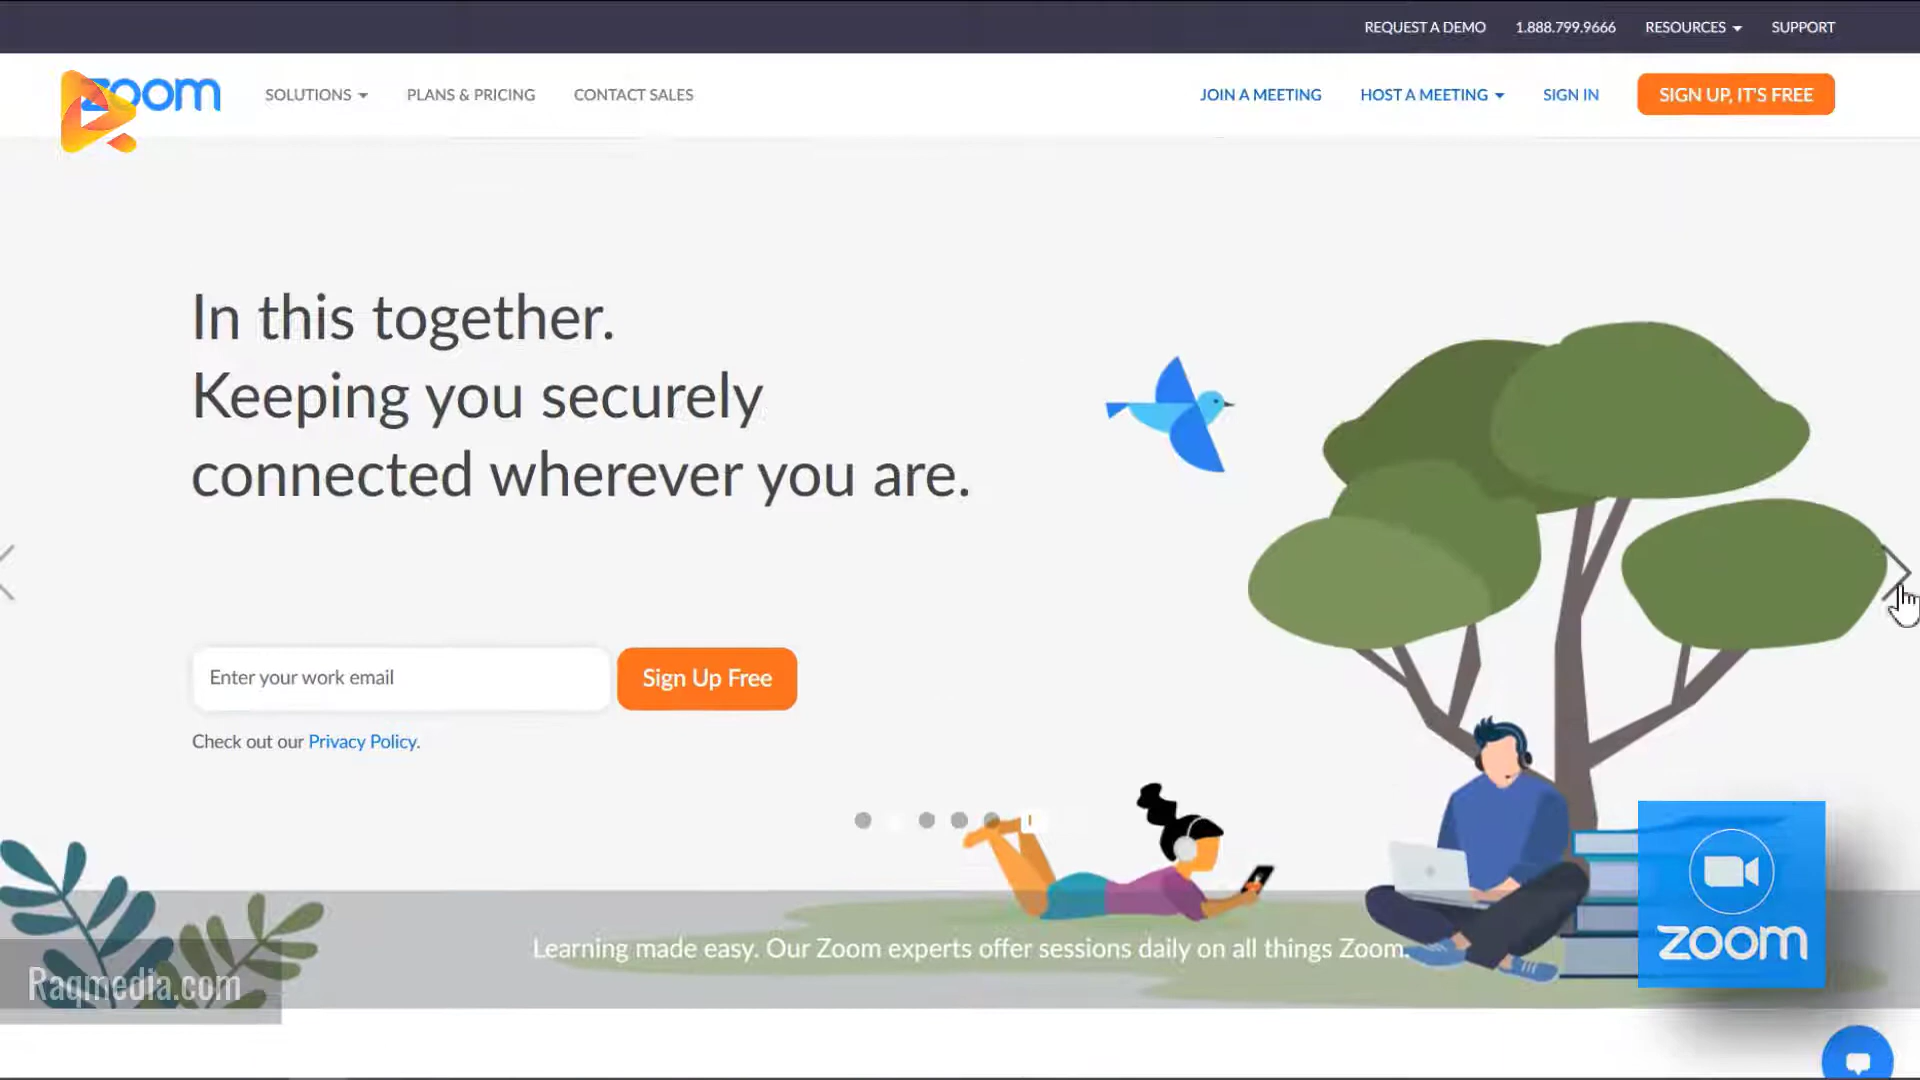 REQUEST A DEMO 1.888.799.9666 RESOURCES SUPPORT
zoom SOLUTIONS PLANS & PRICING CONTACT SALES JOIN A MEETING HOST A MEETING SIGN IN SIGN UP, IT'S FREE
In this together.
Keeping you securely
connected wherever you are.
Enter your work email Sign Up Free
Check out our Privacy Policy.
Learning made easy. Our Zoom experts offer sessions daily on all things Zoom.
zoom
Raqmedia.com